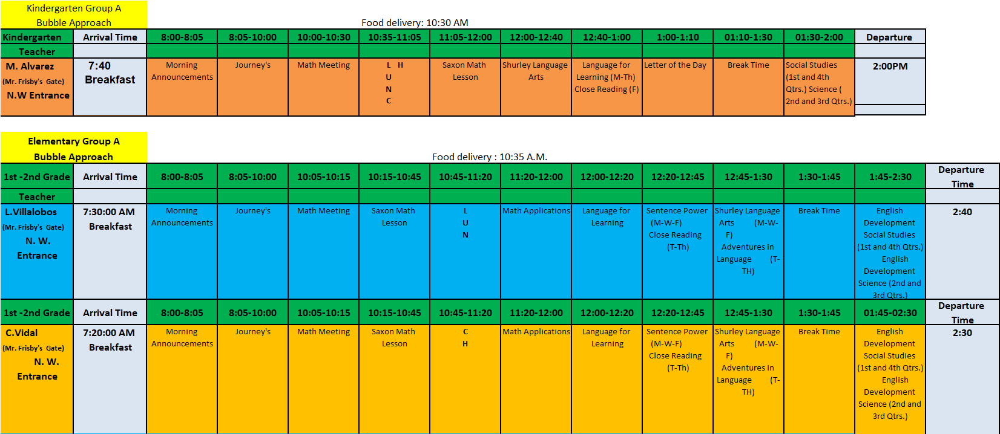 Kindergarten Group A
Bubble Approach
Food delivery: 10:30 AM
Kindergarten Arrival Time 8:00-8:05 8:05-10:00 10:00-10:30 10:35-11:05 11:05-12:00 12:00-12:40 12:40-1:00 1:00-1:10 01:10-1:30 01:30-2:00 Departure
Teacher
M. Alvarez
(Mr. Frisby's Gate)
N.W Entrance
7:40
Breakfast
Morning
Announcements
Journey's
Math Meeting
L H
U
N
C
Saxon Math
Lesson
Shurley Language
Arts
Language for
Learning (M-Th)
Close Reading (F)
Letter of the Day
Break Time
Social Studies
(1st and 4th
Qtrs.) Science (
2nd and 3rd Qtrs.)
2:00PM
Elementary Group A
Bubble Approach
Food delivery : 10:35 A.M.
1st -2nd Grade Arrival Time 8:00-8:05 8:05-10:00 10:05-10:15 10:15-10:45 10:45-11:20 11:20-12:00 12:00-12:20 12:20-12:45 12:45-1:30 1:30-1:45 1:45-2:30 Departure
Time
Teacher
L.Villalobos
(Mr. Frisby's Gate)
N. W.
Entrance
7:30:00 AM
Breakfast
Morning
Announcements
Journey's
Math Meeting
Saxon Math
Lesson
L
U
N
Math Applications
Language for
Learning
Sentence Power
(M-W-F)
Close Reading
(T-Th)
Shurley Language
Arts (M-W-
F)
Adventures in
Language (T-
TH)
Break Time
English
Development
Social Studies
(1st and 4th Qtrs.)
English
Development
Science (2nd and
3rd Qtrs.)
2:40
1st -2nd Grade Arrival Time 8:00-8:05 8:05-10:00 10:05-10:15 10:15-10:45 10:45-11:20 11:20-12:00 12:00-12:20 12:20-12:45 12:45-1:30 1:30-1:45 01:45-02:30 Departure
Time
C.Vidal
(Mr. Frisby's Gate)
N. W.
Entrance
7:20:00 AM
Breakfast
Morning
Announcements
Journey's
Math Meeting
Saxon Math
Lesson
C
H
Math Applications
Language for
Learning
Sentence Power
(M-W-F)
Close Reading
(T-Th)
Shurley Language
Arts (M-W-
F)
Adventures in
Language (T-
TH)
Break Time
English
Development
Social Studies
(1st and 4th Qtrs.)
English
Development
Science (2nd and
3rd Qtrs.)
2:30